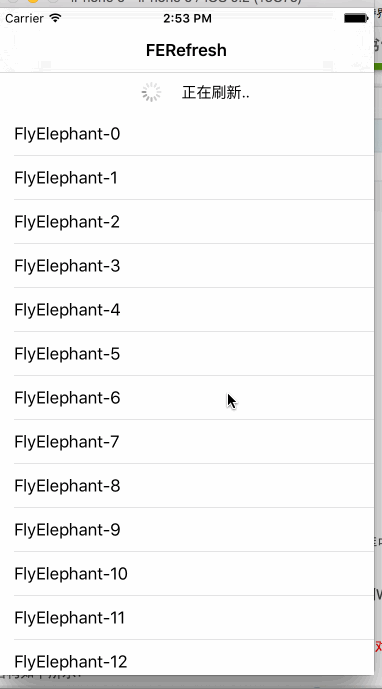 Carrier 2:53 PM
FERefresh
正在刷新..
FlyElephant-0
FlyElephant-1
FlyElephant-2
FlyElephant-3
FlyElephant-4
FlyElephant-5
FlyElephant-6
FlyElephant-7
FlyElephant-8
FlyElephant-9
FlyElephant-10
FlyElephant-11
FlyElephant-12